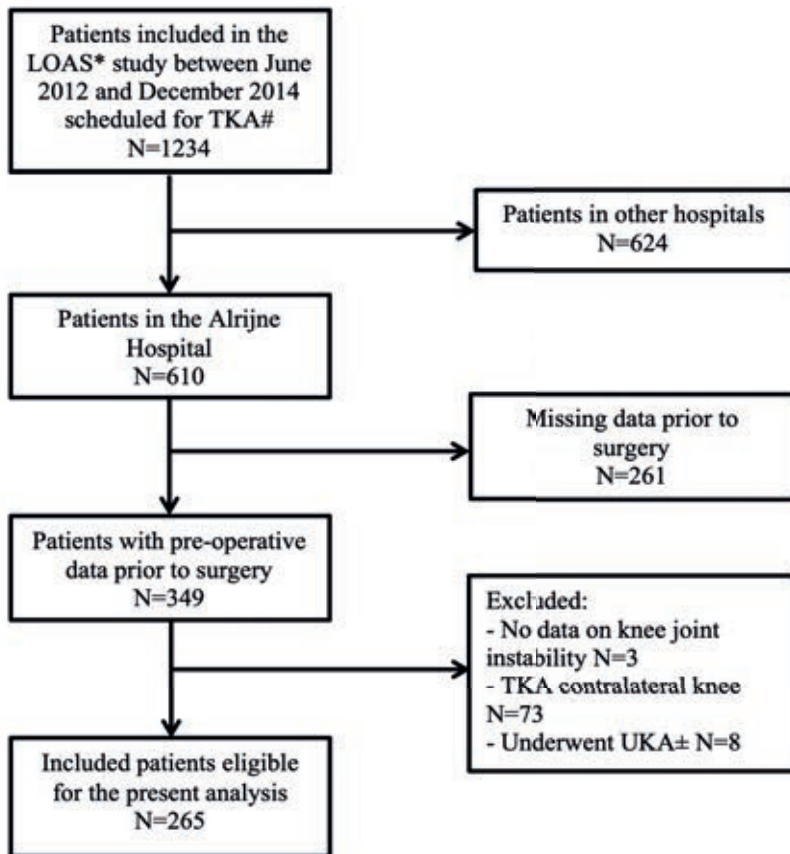 Patients included in the
LOAS* study between June
2012 and December 2014
scheduled for TKA#
N=1234
Patients in other hospitals
N=624
Patients in the Alrijne
Hospital
N=610
Missing data prior to
surgery
N=261
Patients with pre-operative
data prior to surgery
N=349
Excluded:
- No data on knee joint
instability N=3
- TKA contralateral knee
N=73
- Underwent UKA± N=8
Included patients eligible
for the present analysis
N=265